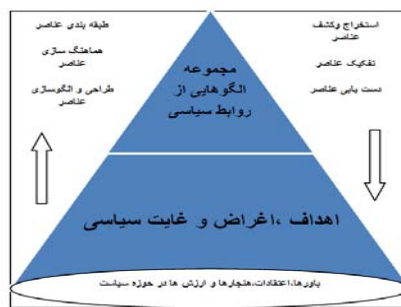 استخراج وکشف
عناصر
تفکیک عناصر
دست یابی عناصر
طبقه بندی عناصر
هماهنگ سازی
عناصر
طراحی و الگوسازی
عناصر
مجموعه
الگوهایی از
روابط سیاسی
اهداف ،اغراض و غایت سیاسی
باورها،اعتقادات،هنجارها و ارزش ها در حوزه سیاست